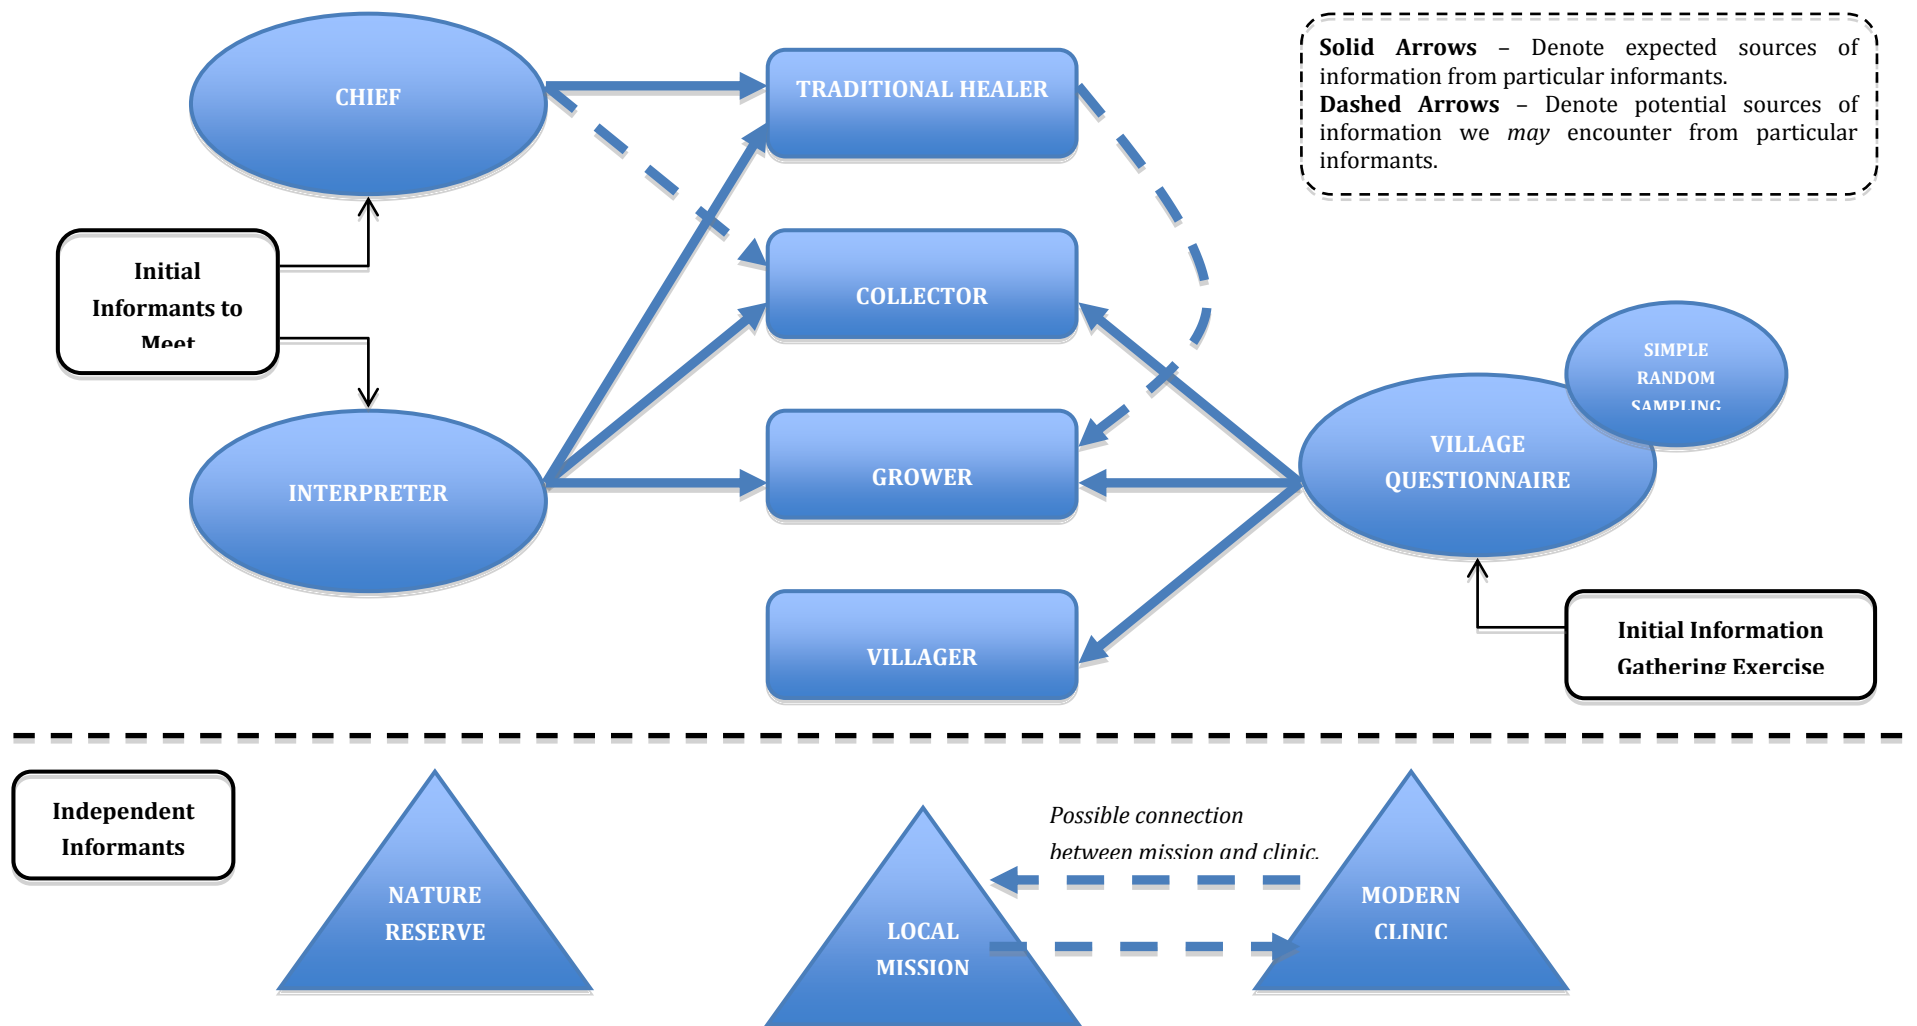 CHIEF
TRADITIONAL HEALER
Solid Arrows – Denote expected sources of
information from particular informants.
Dashed Arrows – Denote potential sources of
information we may encounter from particular
informants.
Initial
Informants to
Meet
COLLECTOR
SIMPLE
RANDOM
SAMPLING
INTERPRETER
GROWER
VILLAGE
QUESTIONNAIRE
VILLAGER
Initial Information
Gathering Exercise
Independent
Informants
NATURE
RESERVE
Possible connection
between mission and clinic.
LOCAL
MISSION
MODERN
CLINIC